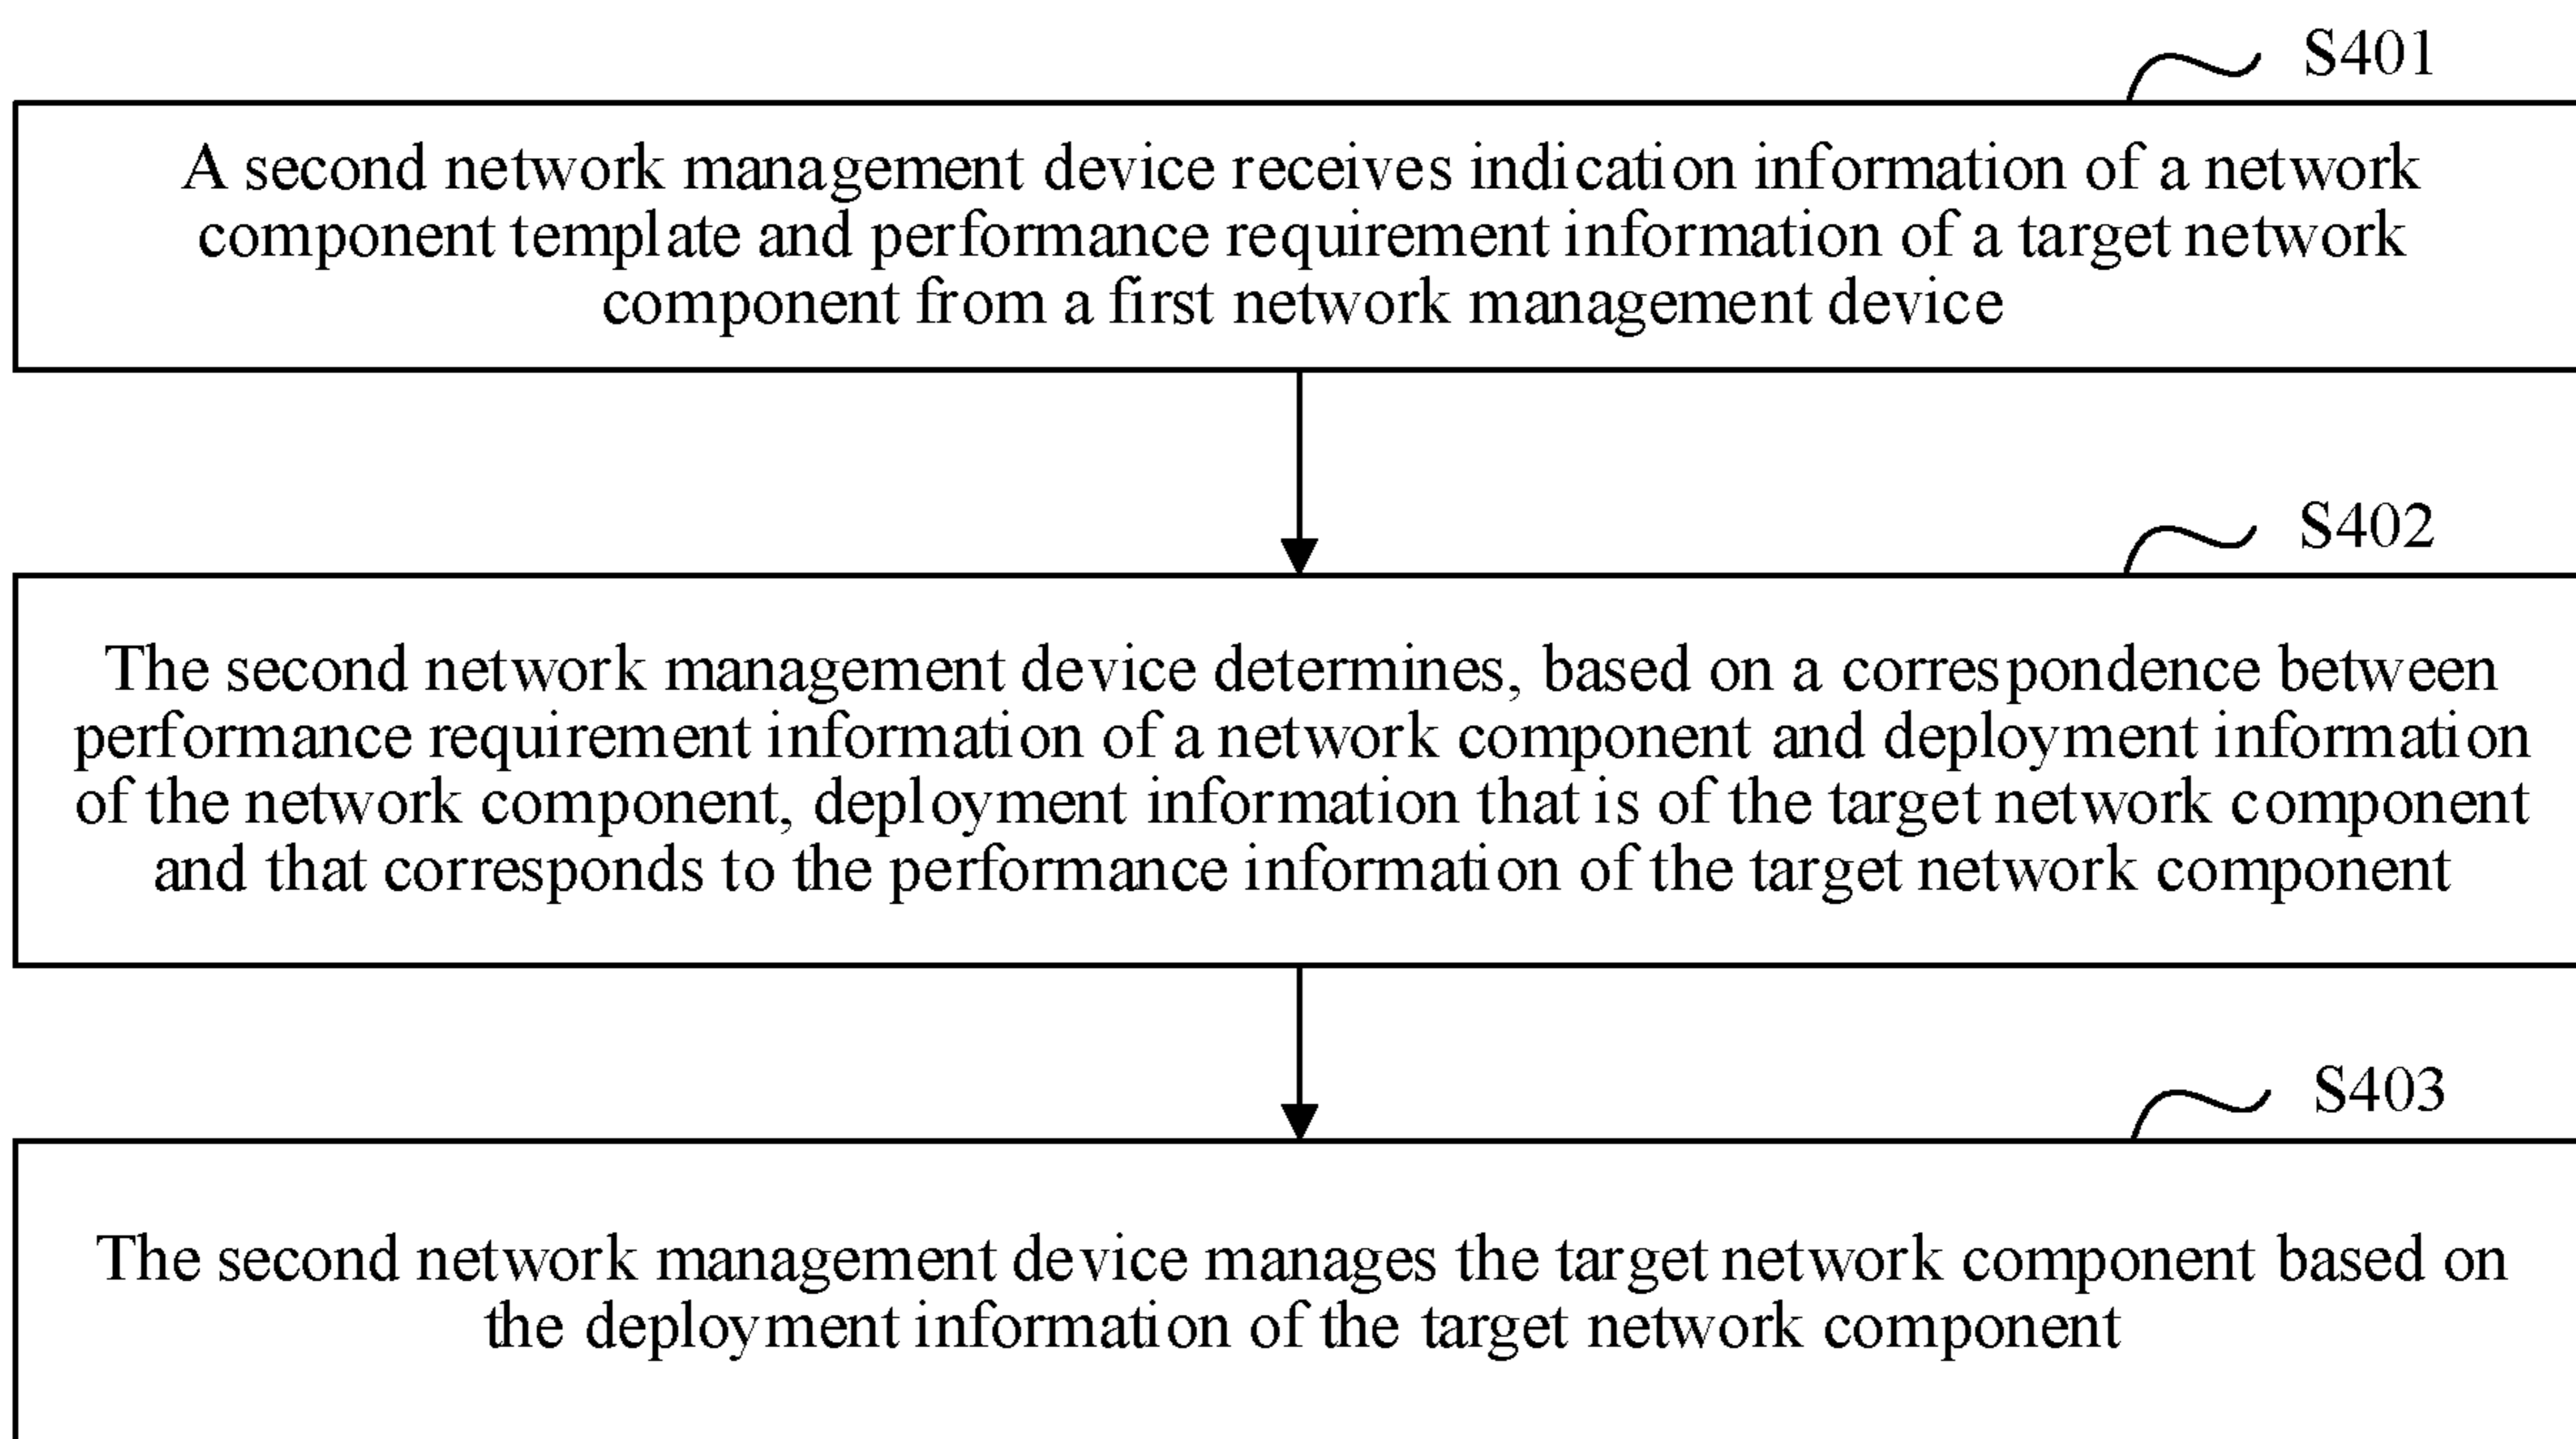 S401
A second network management device receives indication information of a network
component template and performance requirement information of a target network
component from a first network management device
S402
The second network management device determines, based on a correspondence between
performance requirement information of a network component and deployment information
of the network component, deployment information that is of the target network component
and that corresponds to the performance information of the target network component
S403
The second network management device manages the target network component based on
the deployment information of the target network component